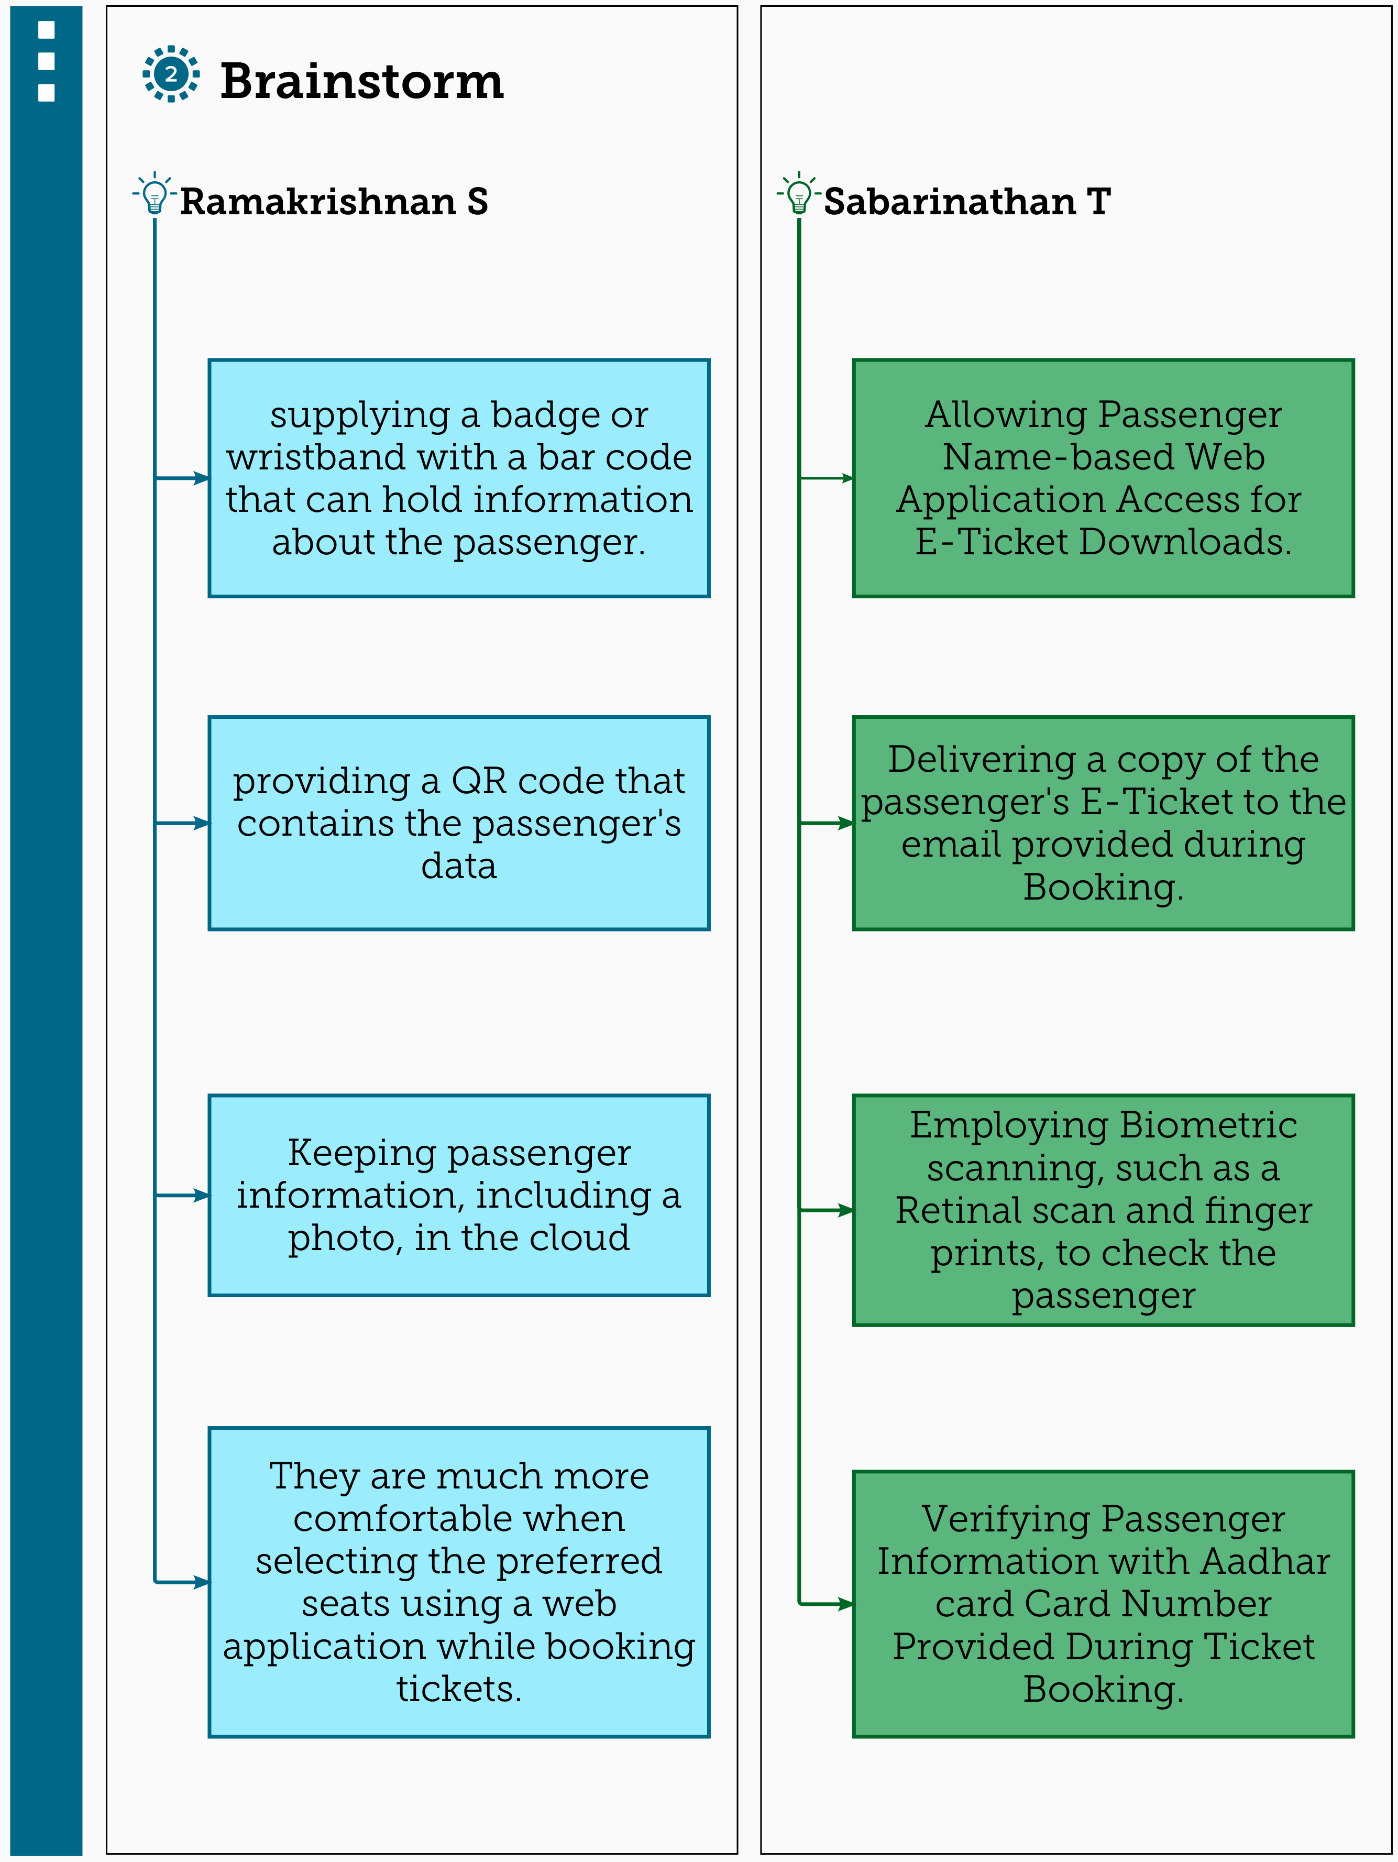 2
Brainstorm
Ramakrishnan S
supplying a badge or
wristband with a bar code
that can hold information
about the passenger.
providing a QR code that
contains the passenger's
data
Keeping passenger
information, including a
photo, in the cloud
They are much more
comfortable when
selecting the preferred
seats using a web
application while booking
tickets.
Sabarinathan T
Allowing Passenger
Name-based Web
Application Access for
E-Ticket Downloads.
Delivering a copy of the
passenger's E-Ticket to the
email provided during
Booking.
Employing Biometric
scanning, such as a
Retinal scan and finger
prints, to check the
passenger
Verifying Passenger
Information with Aadhar
card Card Number
Provided During Ticket
Booking.